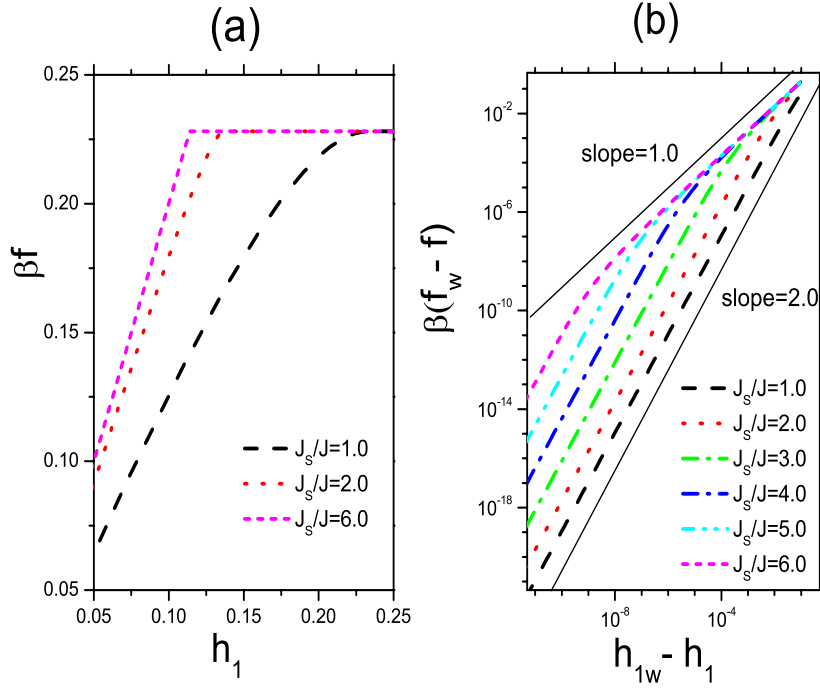 (a)
0.25
0.20
0.15
0.10
0.05
βf
0.05 0.10 0.15 0.20 0.25
h₁
J_S/J=1.0
J_S/J=2.0
J_S/J=6.0
(b)
10⁻²
10⁻⁶
10⁻¹⁰
10⁻¹⁴
10⁻¹⁸
β(f_w - f)
10⁻⁸ 10⁻⁴
h_1w - h₁
slope=1.0
slope=2.0
J_S/J=1.0
J_S/J=2.0
J_S/J=3.0
J_S/J=4.0
J_S/J=5.0
J_S/J=6.0